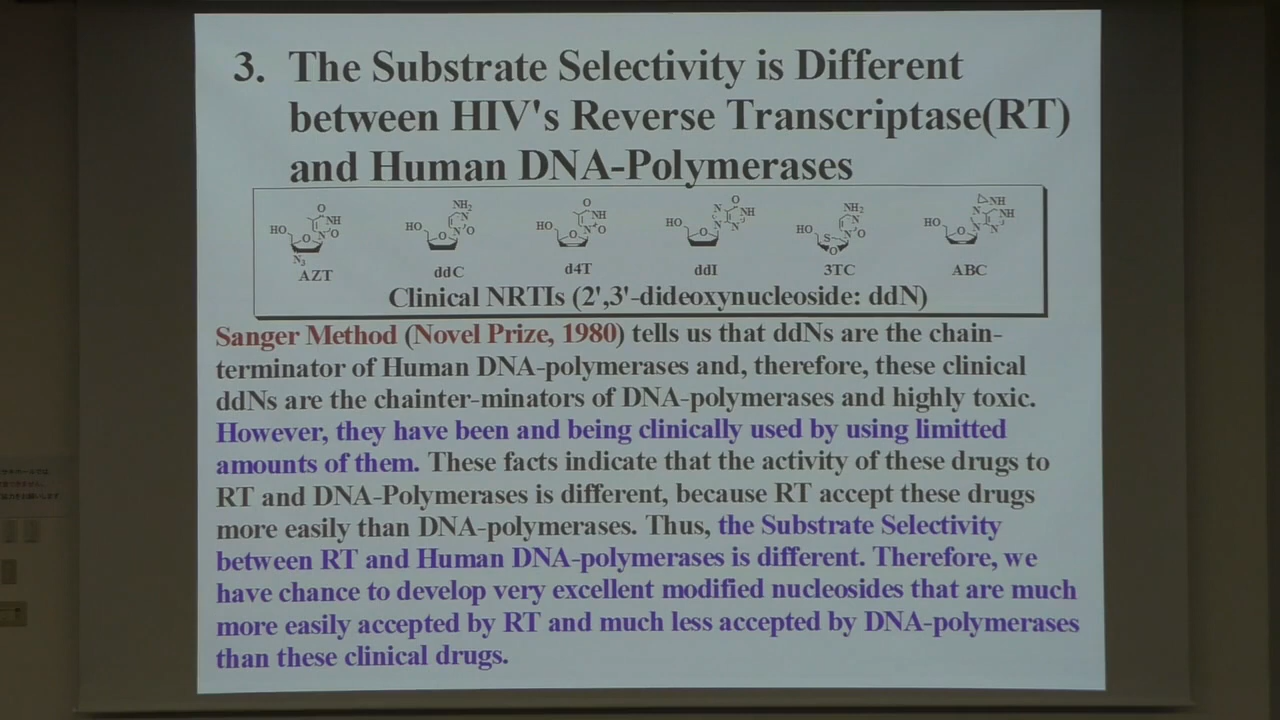 3. The Substrate Selectivity is Different
between HIV's Reverse Transcriptase(RT)
and Human DNA-Polymerases
AZT
ddC
d4T
ddI
3TC
ABC
Clinical NRTIs (2',3'-dideoxynucleoside: ddN)
Sanger Method (Novel Prize, 1980) tells us that ddNs are the chain-
terminator of Human DNA-polymerases and, therefore, these clinical
ddNs are the chainter-minators of DNA-polymerases and highly toxic.
However, they have been and being clinically used by using limitted
amounts of them. These facts indicate that the activity of these drugs to
RT and DNA-Polymerases is different, because RT accept these drugs
more easily than DNA-polymerases. Thus, the Substrate Selectivity
between RT and Human DNA-polymerases is different. Therefore, we
have chance to develop very excellent modified nucleosides that are much
more easily accepted by RT and much less accepted by DNA-polymerases
than these clinical drugs.